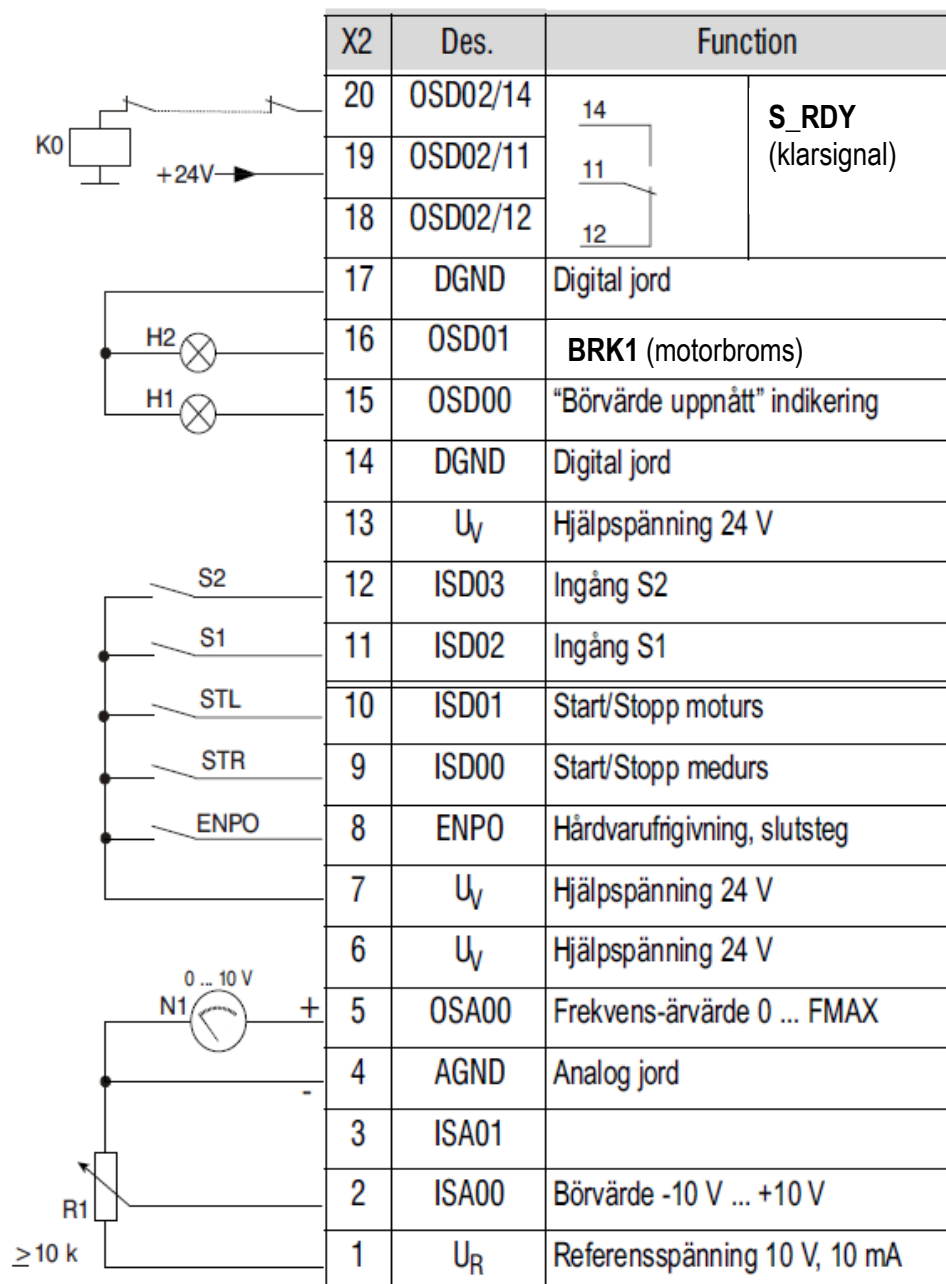 X2 Des. Function
20 OSD02/14 14 S_RDY
(klarsignal)
K0
+24V 19 OSD02/11 11
18 OSD02/12 12
17 DGND Digital jord
H2 16 OSD01 BRK1 (motorbroms)
H1 15 OSD00 “Börvärde uppnått” indikering
14 DGND Digital jord
13 UV Hjälpspänning 24 V
S2 12 ISD03 Ingång S2
S1 11 ISD02 Ingång S1
STL 10 ISD01 Start/Stopp moturs
STR 9 ISD00 Start/Stopp medurs
ENPO 8 ENPO Hårdvarufrigivning, slutsteg
7 UV Hjälpspänning 24 V
6 UV Hjälpspänning 24 V
0 ... 10 V
N1 + 5 OSA00 Frekvens-ärvärde 0 ... FMAX
- 4 AGND Analog jord
3 ISA01
R1 2 ISA00 Börvärde -10 V ... +10 V
≥10 k 1 UR Referensspänning 10 V, 10 mA